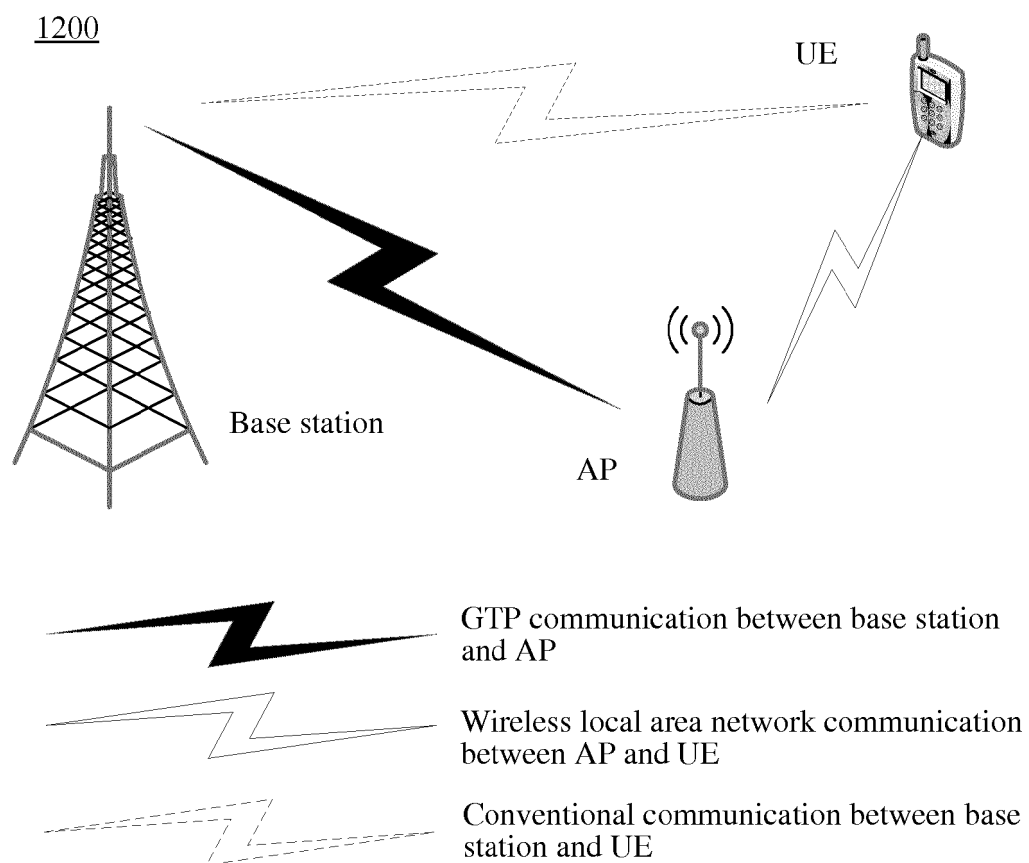 1200
UE
Base station
AP
GTP communication between base station
and AP
Wireless local area network communication
between AP and UE
Conventional communication between base
station and UE